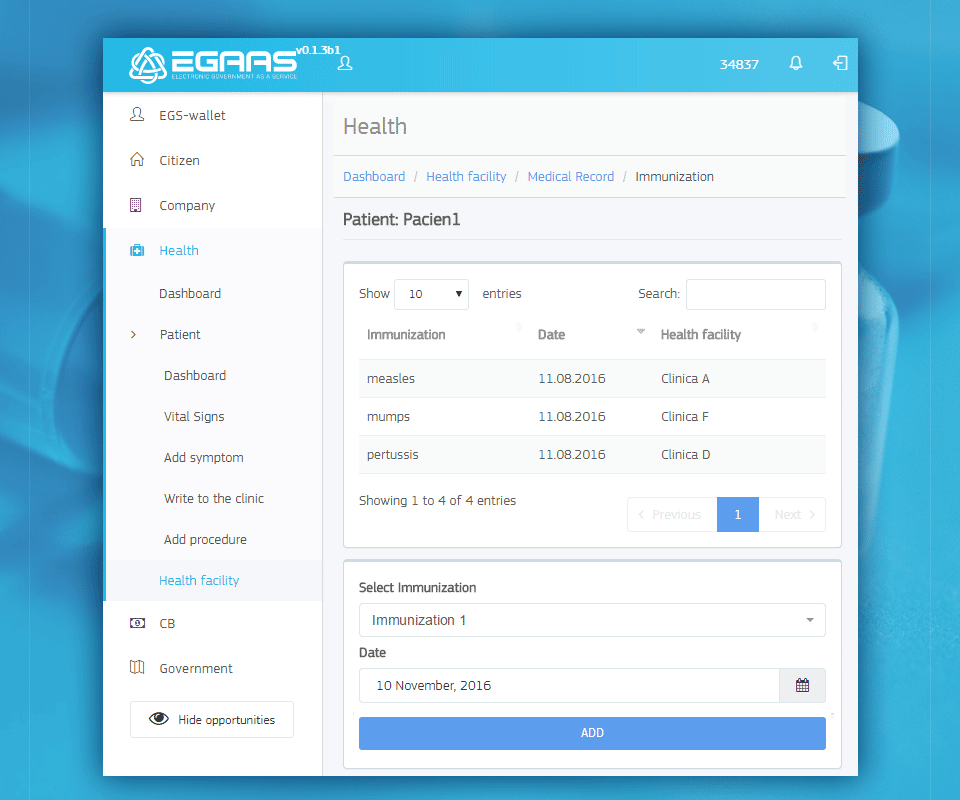 EGAAS v0.1.3b1
ELECTRONIC GOVERNMENT AS A SERVICE
34837
EGS-wallet
Citizen
Company
Health
Dashboard
Patient
Dashboard
Vital Signs
Add symptom
Write to the clinic
Add procedure
Health facility
CB
Government
Hide opportunities
Health
Dashboard / Health facility / Medical Record / Immunization
Patient: Pacien1
Show 10 entries Search:
Immunization Date Health facility
measles 11.08.2016 Clinica A
mumps 11.08.2016 Clinica F
pertussis 11.08.2016 Clinica D
Showing 1 to 4 of 4 entries
Previous 1 Next
Select Immunization
Immunization 1
Date
10 November, 2016
ADD